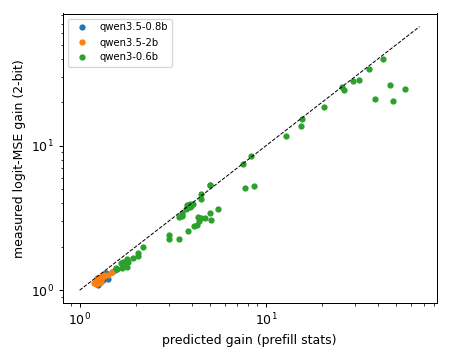 qwen3.5-0.8b
qwen3.5-2b
qwen3-0.6b
measured logit-MSE gain (2-bit)
10¹
10⁰
10⁰
10¹
predicted gain (prefill stats)